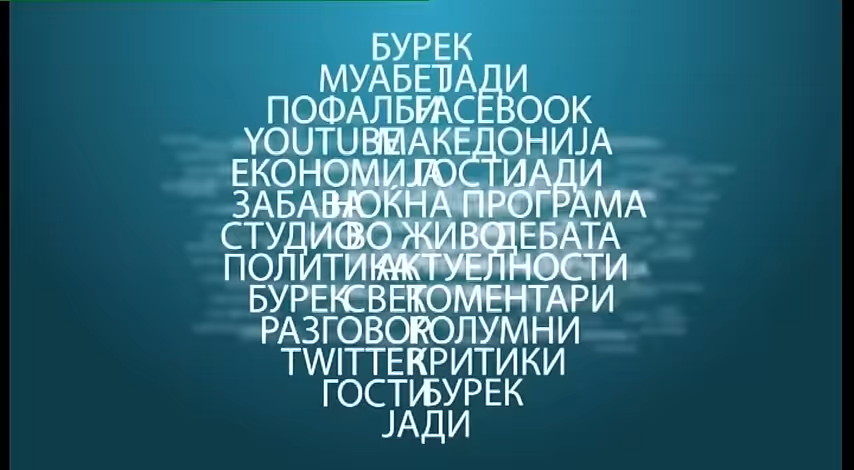 БУРЕК
МУАБЕТ ЈАДИ
ПОФАЛБИ FACEBOOK
YOUTUBE МАКЕДОНИЈА
ЕКОНОМИЈА ГОСТИ ЈАДИ
ЗАБАВА НОЌНА ПРОГРАМА
СТУДИО ВО ЖИВО ДЕБАТА
ПОЛИТИКА АКТУЕЛНОСТИ
БУРЕК СВЕТ КОМЕНТАРИ
РАЗГОВОР КОЛУМНИ
TWITTER КРИТИКИ
ГОСТИ БУРЕК
ЈАДИ